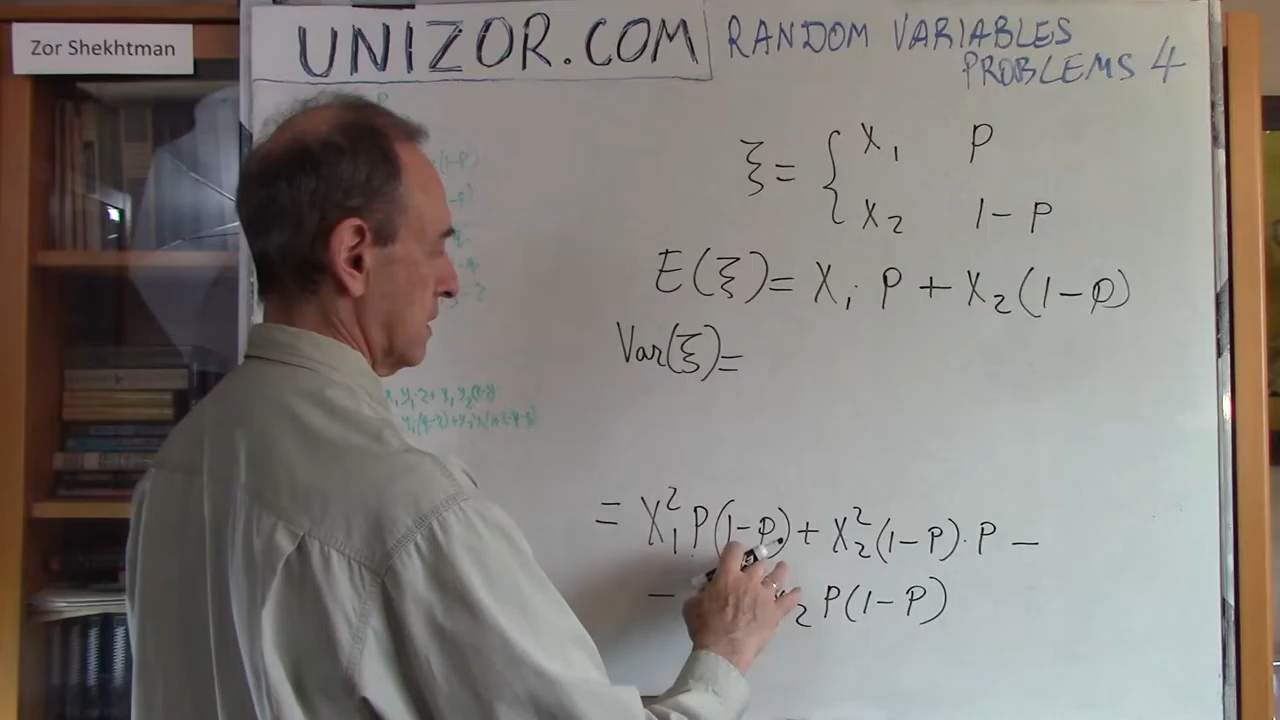 Zor Shekhtman
UNIZOR.COM
RANDOM VARIABLES
PROBLEMS 4
ξ = { x₁ p
x₂ 1-p
E(ξ) = x₁ p + x₂(1-p)
Var(ξ) =
= x₁² p(1-p) + x₂²(1-p)·p -
- ₂ p(1-p)